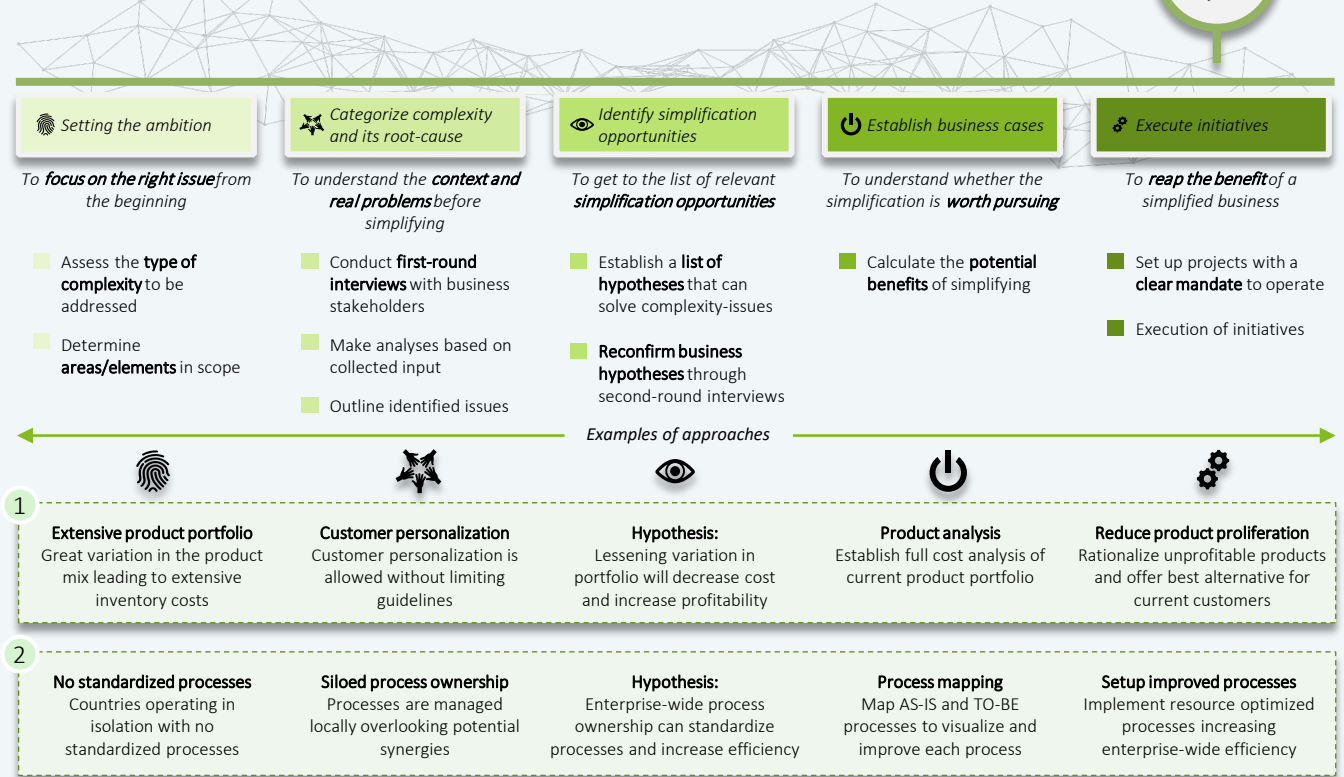 Setting the ambition
Categorize complexity
and its root-cause
Identify simplification
opportunities
Establish business cases
Execute initiatives
To focus on the right issue from
the beginning
To understand the context and
real problems before
simplifying
To get to the list of relevant
simplification opportunities
To understand whether the
simplification is worth pursuing
To reap the benefit of a
simplified business
Assess the type of
complexity to be
addressed
Determine
areas/elements in scope
Conduct first-round
interviews with business
stakeholders
Make analyses based on
collected input
Outline identified issues
Establish a list of
hypotheses that can
solve complexity-issues
Reconfirm business
hypotheses through
second-round interviews
Calculate the potential
benefits of simplifying
Set up projects with a
clear mandate to operate
Execution of initiatives
Examples of approaches
1
Extensive product portfolio
Great variation in the product
mix leading to extensive
inventory costs
Customer personalization
Customer personalization is
allowed without limiting
guidelines
Hypothesis:
Lessening variation in
portfolio will decrease cost
and increase profitability
Product analysis
Establish full cost analysis of
current product portfolio
Reduce product proliferation
Rationalize unprofitable products
and offer best alternative for
current customers
2
No standardized processes
Countries operating in
isolation with no
standardized processes
Siloed process ownership
Processes are managed
locally overlooking potential
synergies
Hypothesis:
Enterprise-wide process
ownership can standardize
processes and increase efficiency
Process mapping
Map AS-IS and TO-BE
processes to visualize and
improve each process
Setup improved processes
Implement resource optimized
processes increasing
enterprise-wide efficiency